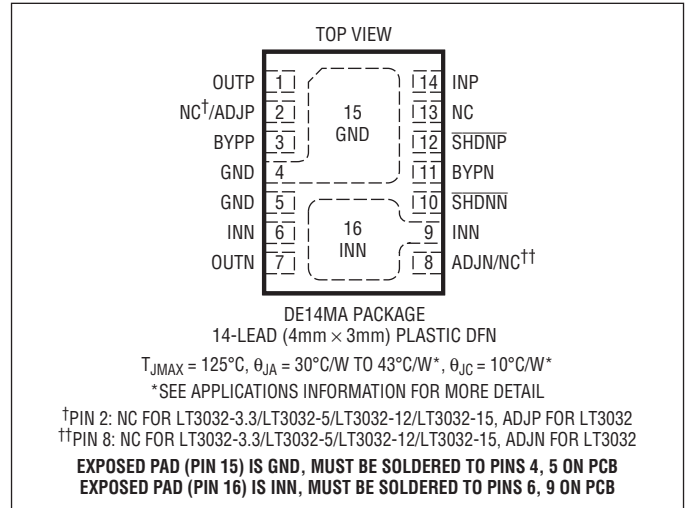 TOP VIEW
OUTP 1 14 INP
NC†/ADJP 2 13 NC
BYPP 3 12 SHDNP
GND 4 11 BYPN
GND 5 10 SHDNN
INN 6 9 INN
OUTN 7 8 ADJN/NC††
15
GND
16
INN
DE14MA PACKAGE
14-LEAD (4mm × 3mm) PLASTIC DFN
TJMAX = 125°C, θJA = 30°C/W TO 43°C/W*, θJC = 10°C/W*
*SEE APPLICATIONS INFORMATION FOR MORE DETAIL
†PIN 2: NC FOR LT3032-3.3/LT3032-5/LT3032-12/LT3032-15, ADJP FOR LT3032
††PIN 8: NC FOR LT3032-3.3/LT3032-5/LT3032-12/LT3032-15, ADJN FOR LT3032
EXPOSED PAD (PIN 15) IS GND, MUST BE SOLDERED TO PINS 4, 5 ON PCB
EXPOSED PAD (PIN 16) IS INN, MUST BE SOLDERED TO PINS 6, 9 ON PCB